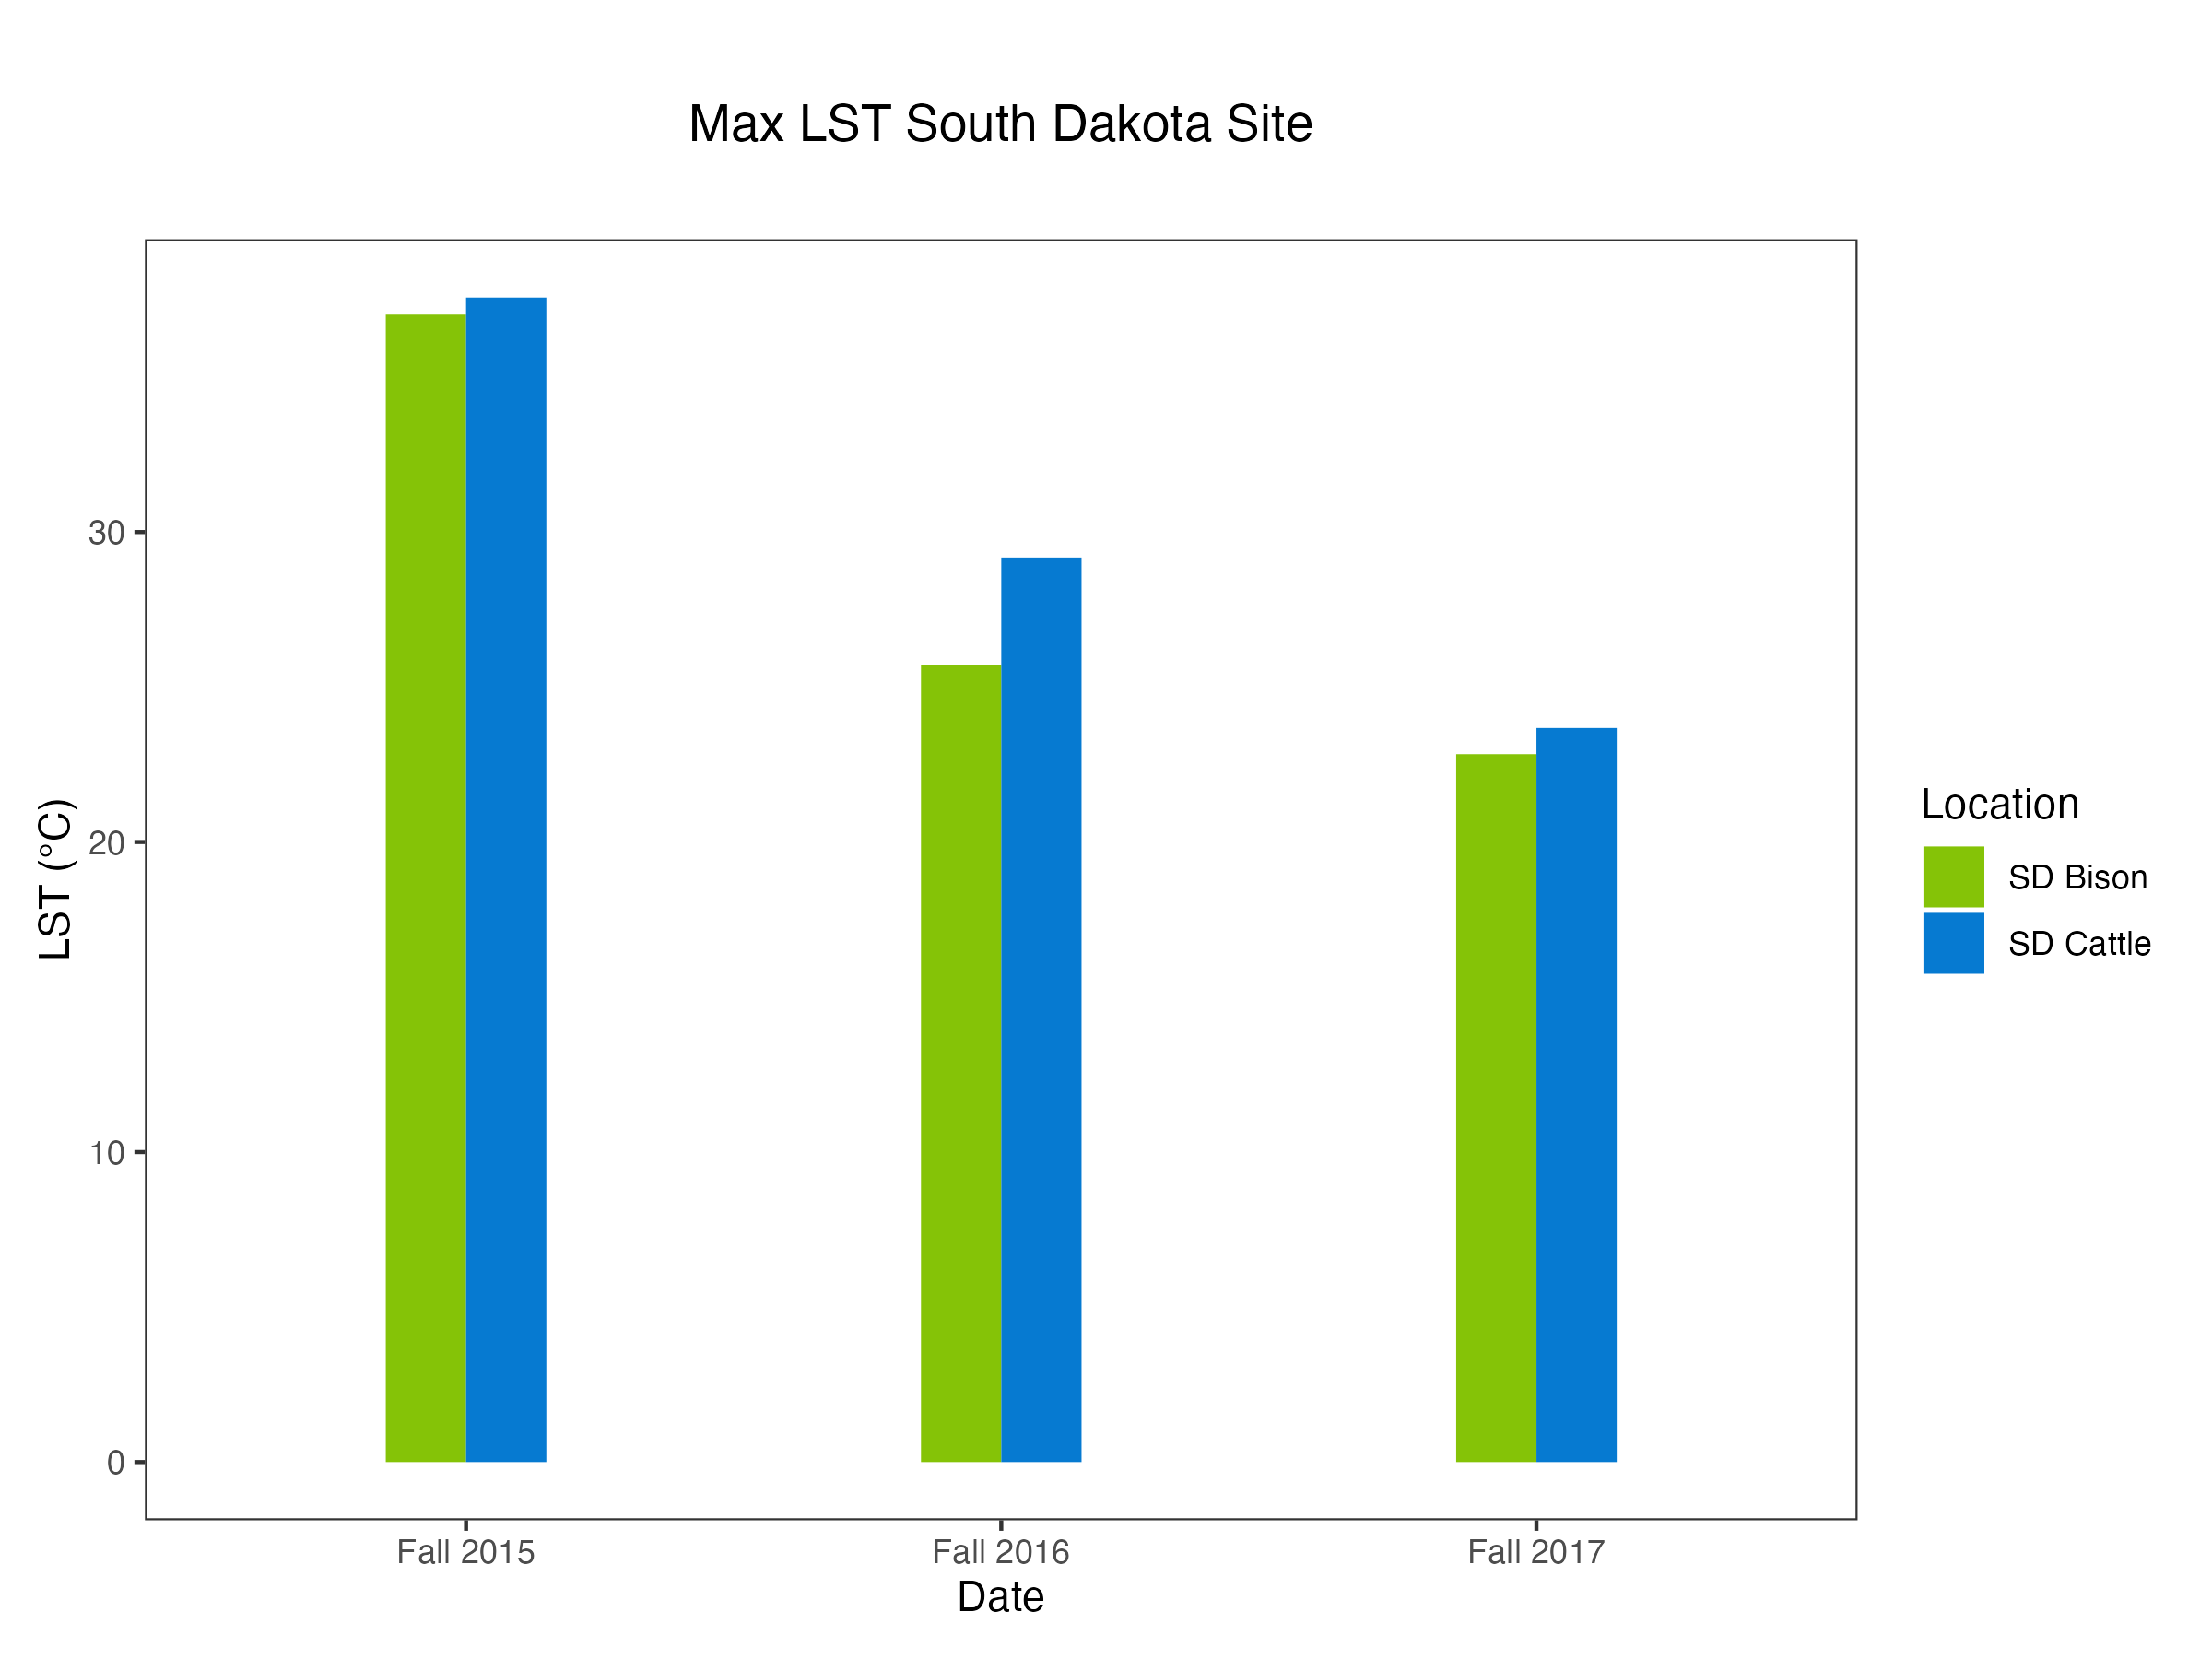 Max LST South Dakota Site
LST (°C)
30
20
10
0
Fall 2015
Fall 2016
Fall 2017
Date
Location
SD Bison
SD Cattle